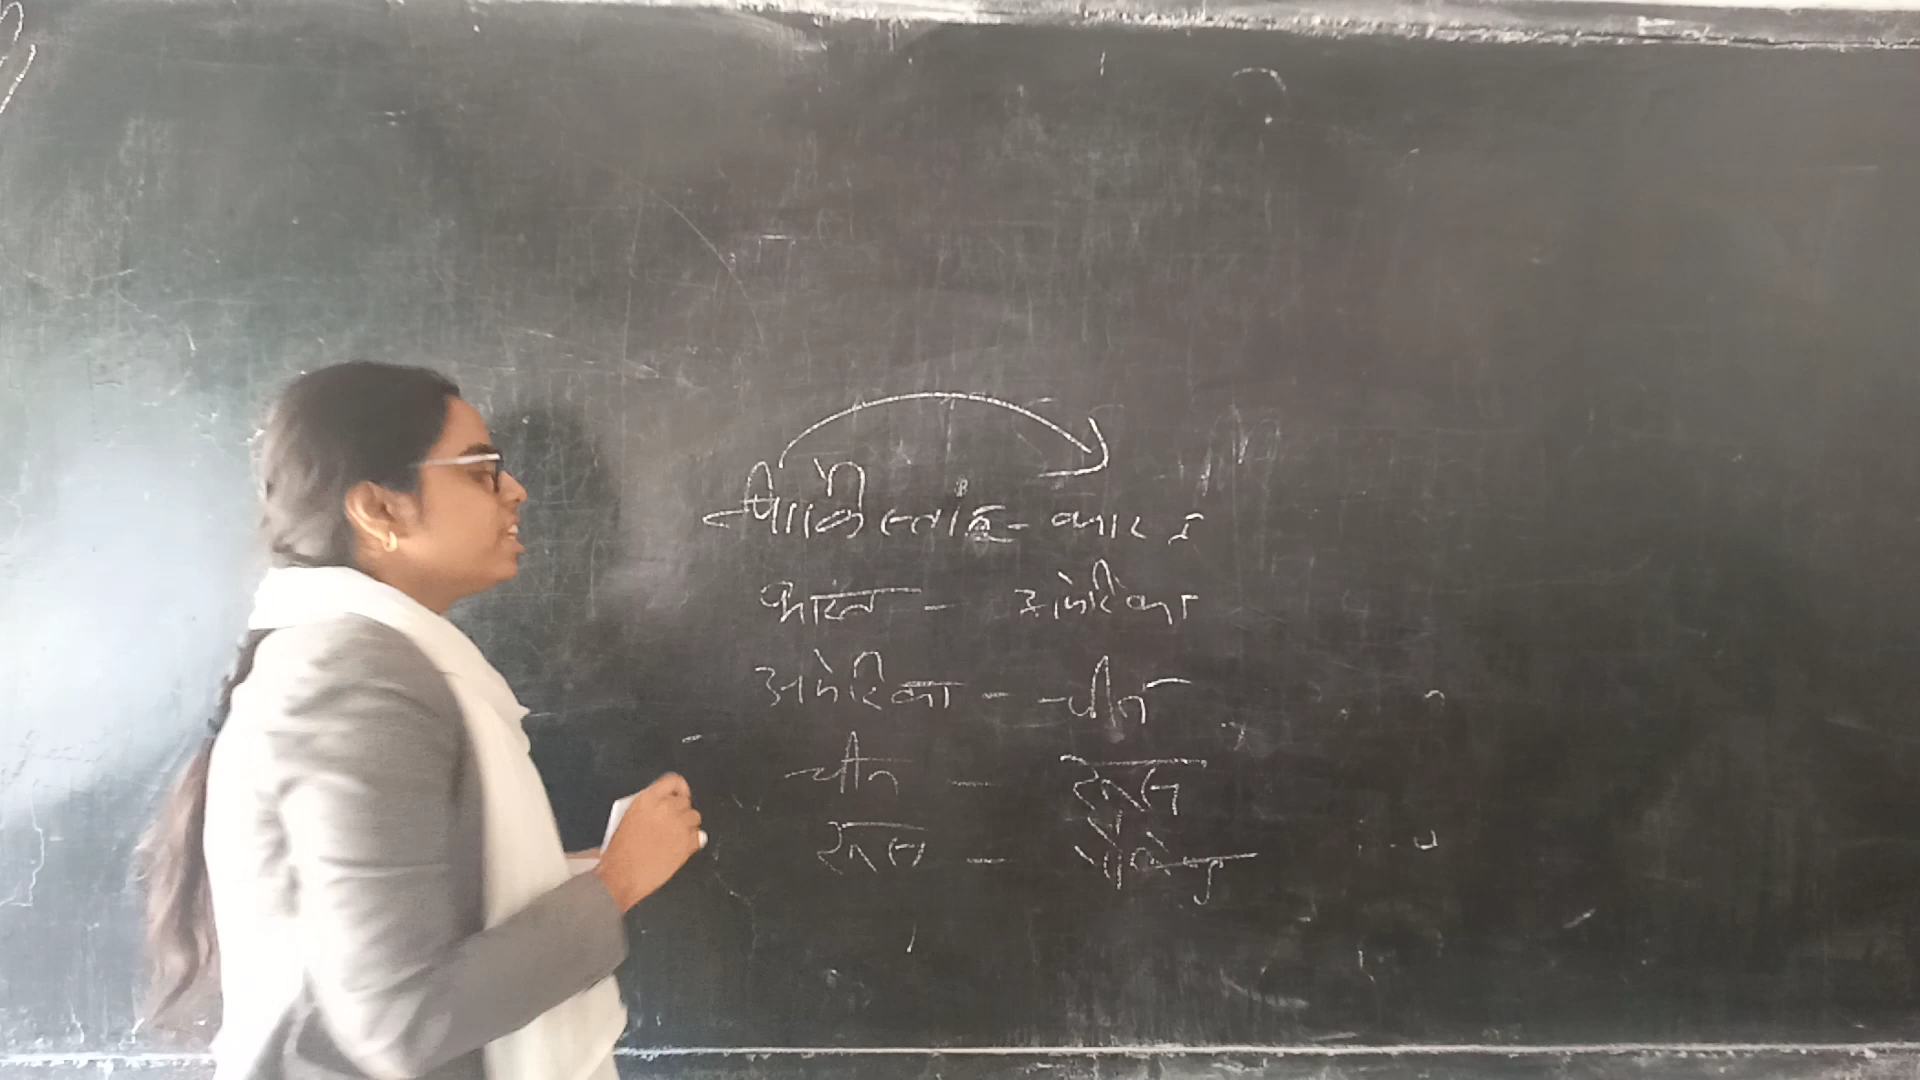 पाकिस्तान - भारत
भारत - अमेरिका
अमेरिका - चीन
चीन - रूस
रूस -